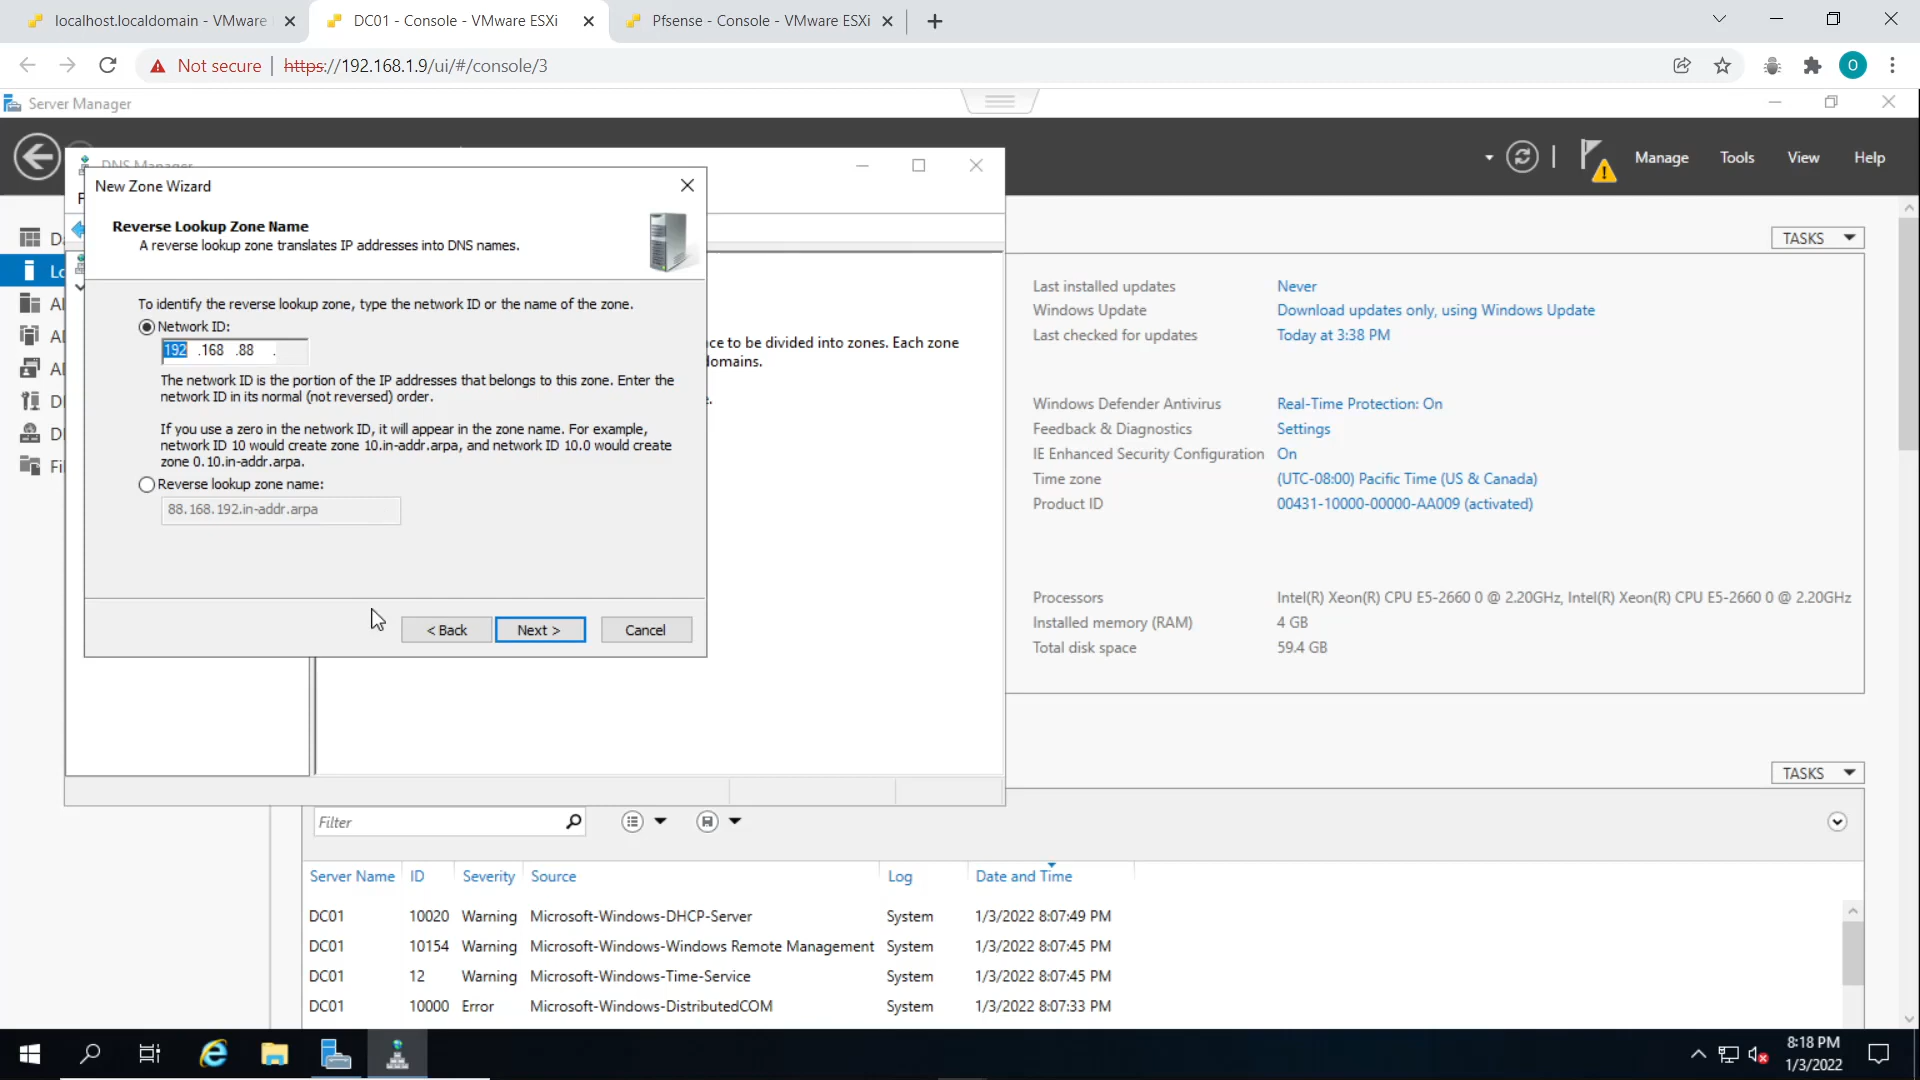 localhost.localdomain - VMware
DC01 - Console - VMware ESXi
Pfsense - Console - VMware ESXi
Not secure
https://192.168.1.9/ui/#/console/3
O
Server Manager
Manage
Tools
View
Help
DNS Manager
New Zone Wizard
Reverse Lookup Zone Name
A reverse lookup zone translates IP addresses into DNS names.
To identify the reverse lookup zone, type the network ID or the name of the zone.
Network ID:
192 .168 .88 .
The network ID is the portion of the IP addresses that belongs to this zone. Enter the
network ID in its normal (not reversed) order.
If you use a zero in the network ID, it will appear in the zone name. For example,
network ID 10 would create zone 10.in-addr.arpa, and network ID 10.0 would create
zone 0.10.in-addr.arpa.
Reverse lookup zone name:
88.168.192.in-addr.arpa
< Back
Next >
Cancel
ce to be divided into zones. Each zone
domains.
TASKS
Last installed updates Never
Windows Update Download updates only, using Windows Update
Last checked for updates Today at 3:38 PM
Windows Defender Antivirus Real-Time Protection: On
Feedback & Diagnostics Settings
IE Enhanced Security Configuration On
Time zone (UTC-08:00) Pacific Time (US & Canada)
Product ID 00431-10000-00000-AA009 (activated)
Processors Intel(R) Xeon(R) CPU E5-2660 0 @ 2.20GHz, Intel(R) Xeon(R) CPU E5-2660 0 @ 2.20GHz
Installed memory (RAM) 4 GB
Total disk space 59.4 GB
TASKS
Filter
Server Name ID Severity Source Log Date and Time
DC01 10020 Warning Microsoft-Windows-DHCP-Server System 1/3/2022 8:07:49 PM
DC01 10154 Warning Microsoft-Windows-Windows Remote Management System 1/3/2022 8:07:45 PM
DC01 12 Warning Microsoft-Windows-Time-Service System 1/3/2022 8:07:45 PM
DC01 10000 Error Microsoft-Windows-DistributedCOM System 1/3/2022 8:07:33 PM
8:18 PM
1/3/2022